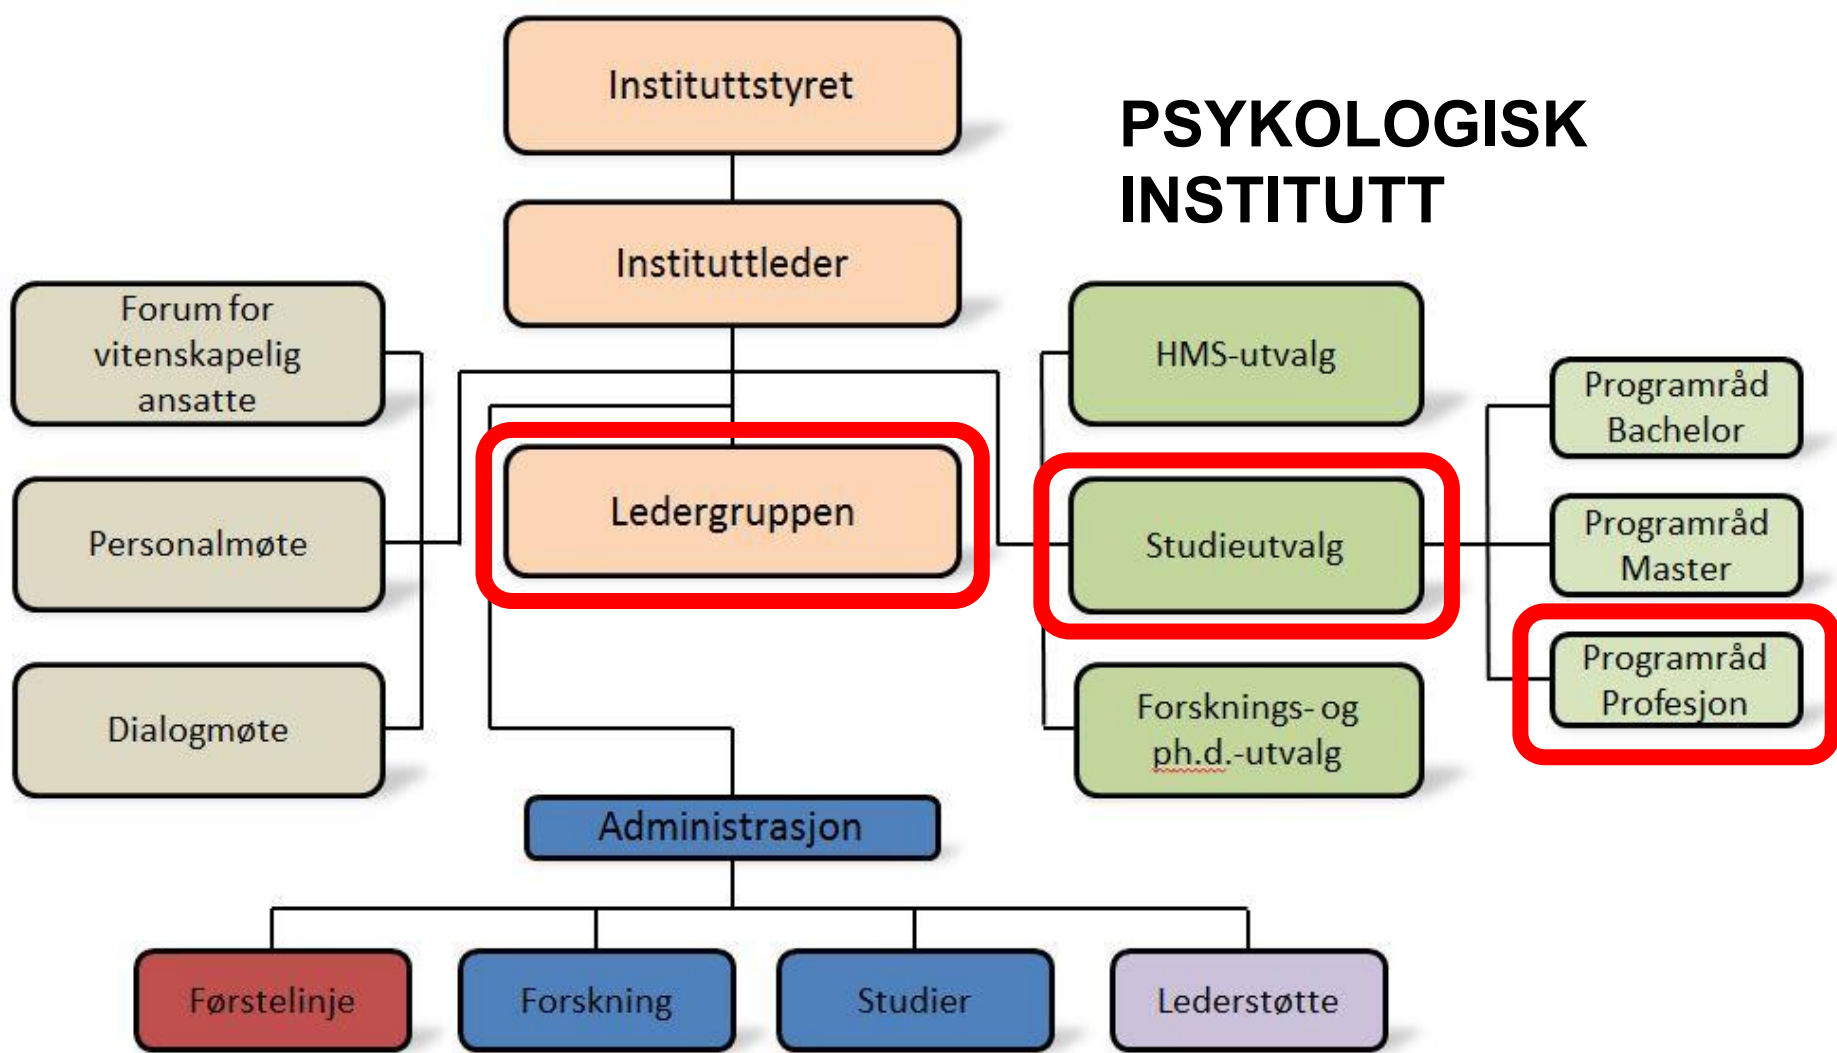 Instituttstyret
PSYKOLOGISK
INSTITUTT
Instituttleder
Forum for
vitenskapelig
ansatte
HMS-utvalg
Programråd
Bachelor
Personalmøte
Ledergruppen
Studieutvalg
Programråd
Master
Dialogmøte
Forsknings- og
ph.d.-utvalg
Programråd
Profesjon
Administrasjon
Førstelinje
Forskning
Studier
Lederstøtte